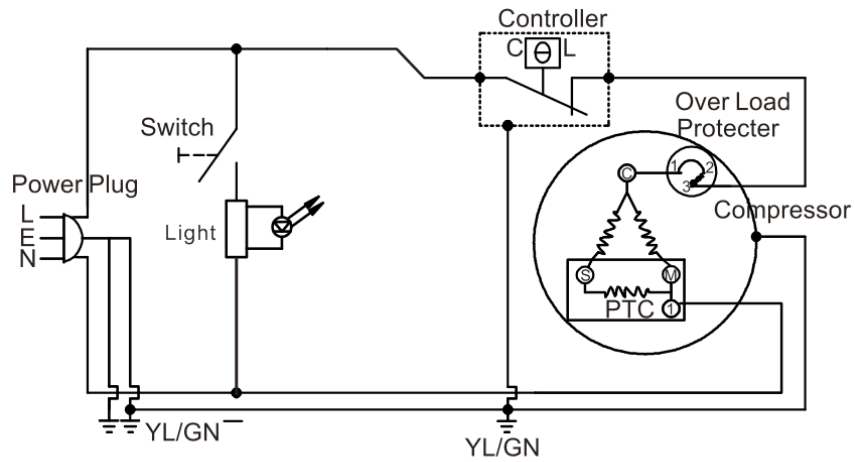 Controller
C θ L
Switch
Over Load
Protecter
1 2
3
C
Power Plug
L
E
N
Light
Compressor
S M
PTC 1
YL/GN
YL/GN